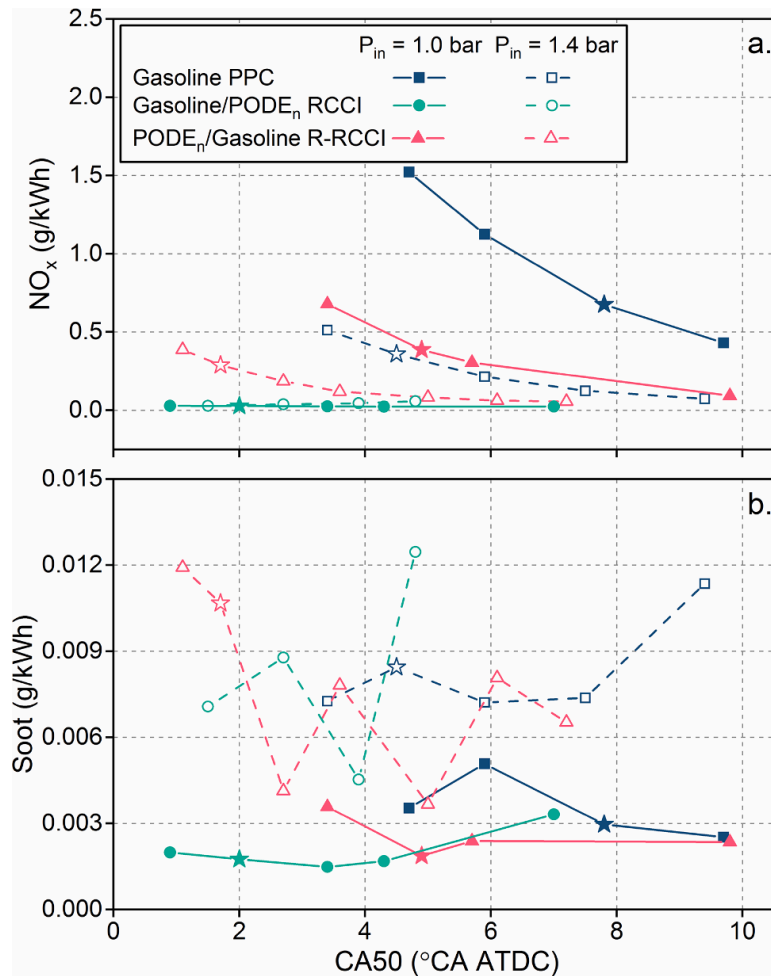 a.
P_in = 1.0 bar P_in = 1.4 bar
Gasoline PPC
Gasoline/PODE_n RCCI
PODE_n/Gasoline R-RCCI
NO_x (g/kWh)
2.5
2.0
1.5
1.0
0.5
0.0
b.
Soot (g/kWh)
0.015
0.012
0.009
0.006
0.003
0.000
0 2 4 6 8 10
CA50 (°CA ATDC)